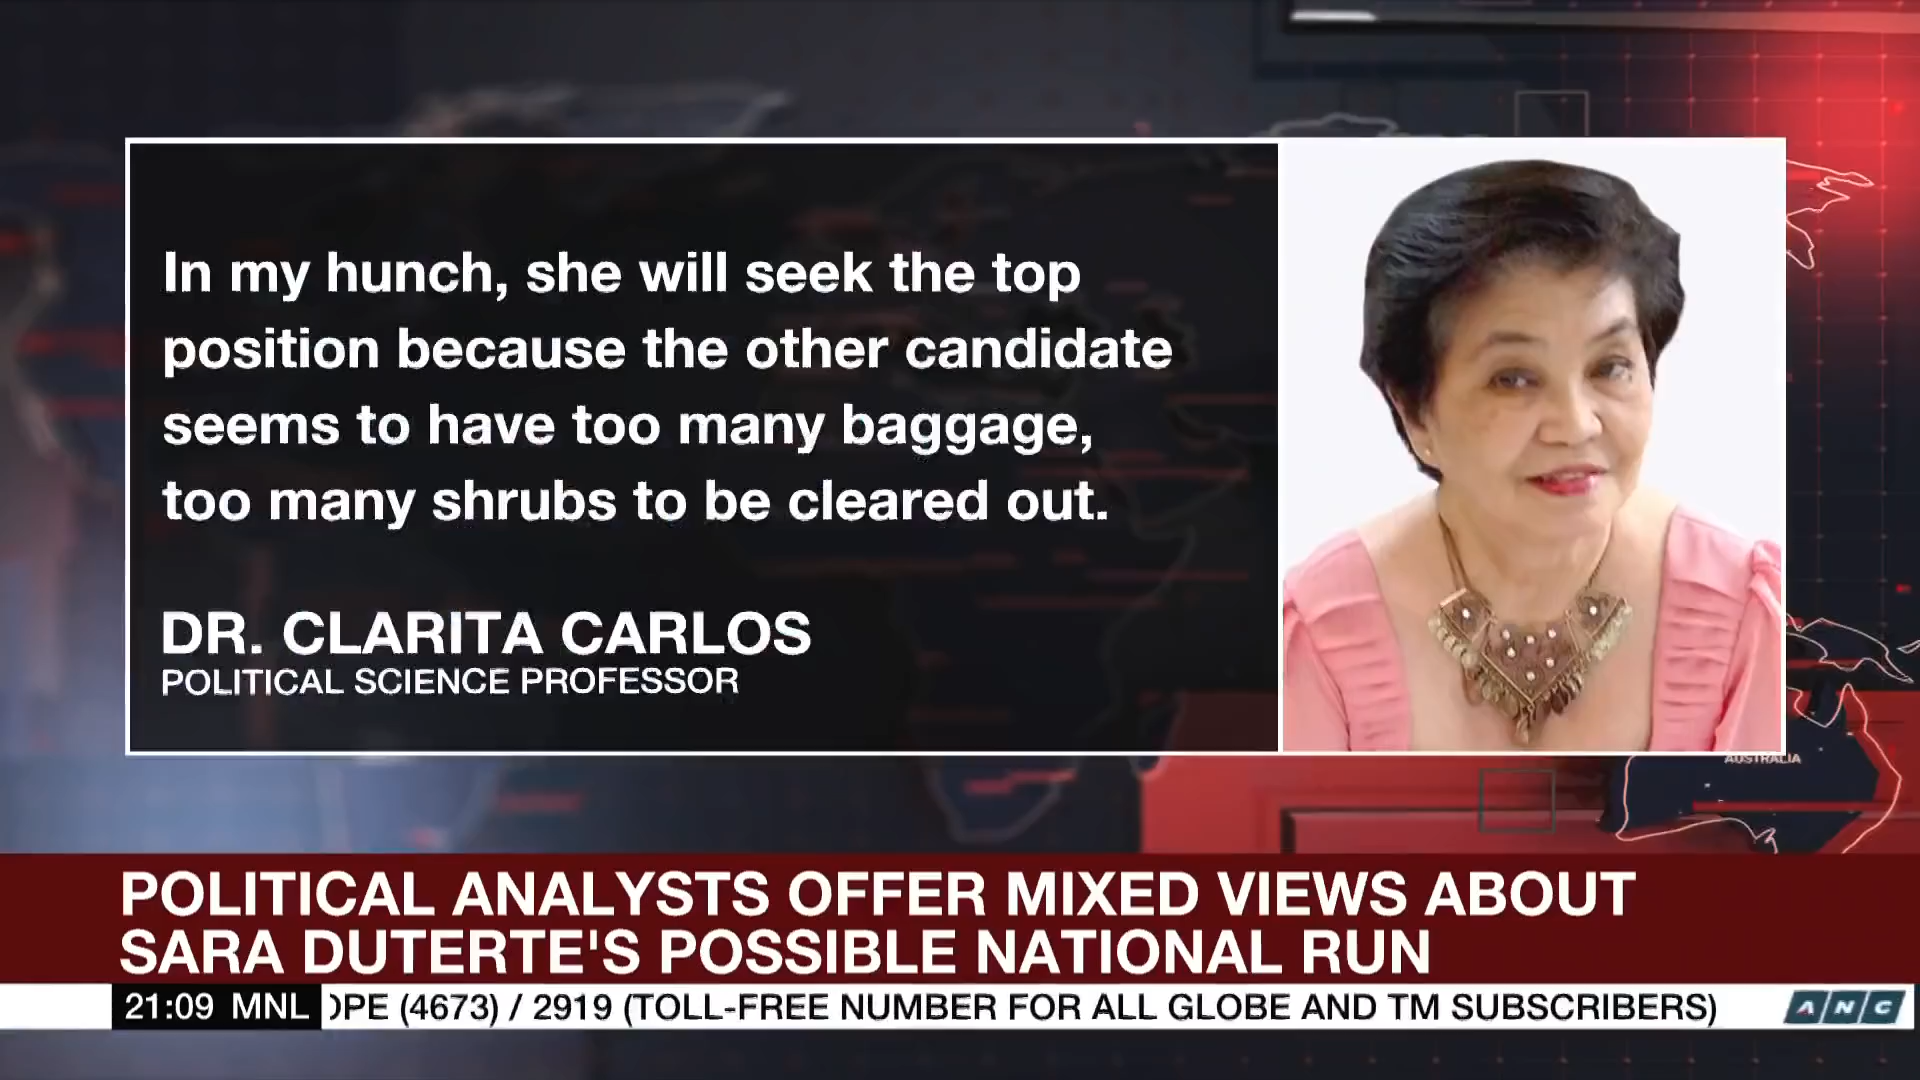 In my hunch, she will seek the top
position because the other candidate
seems to have too many baggage,
too many shrubs to be cleared out.
DR. CLARITA CARLOS
POLITICAL SCIENCE PROFESSOR
AUSTRALIA
POLITICAL ANALYSTS OFFER MIXED VIEWS ABOUT
SARA DUTERTE'S POSSIBLE NATIONAL RUN
21:09 MNL
(4673) / 2919 (TOLL-FREE NUMBER FOR ALL GLOBE AND TM SUBSCRIBERS)
ANC